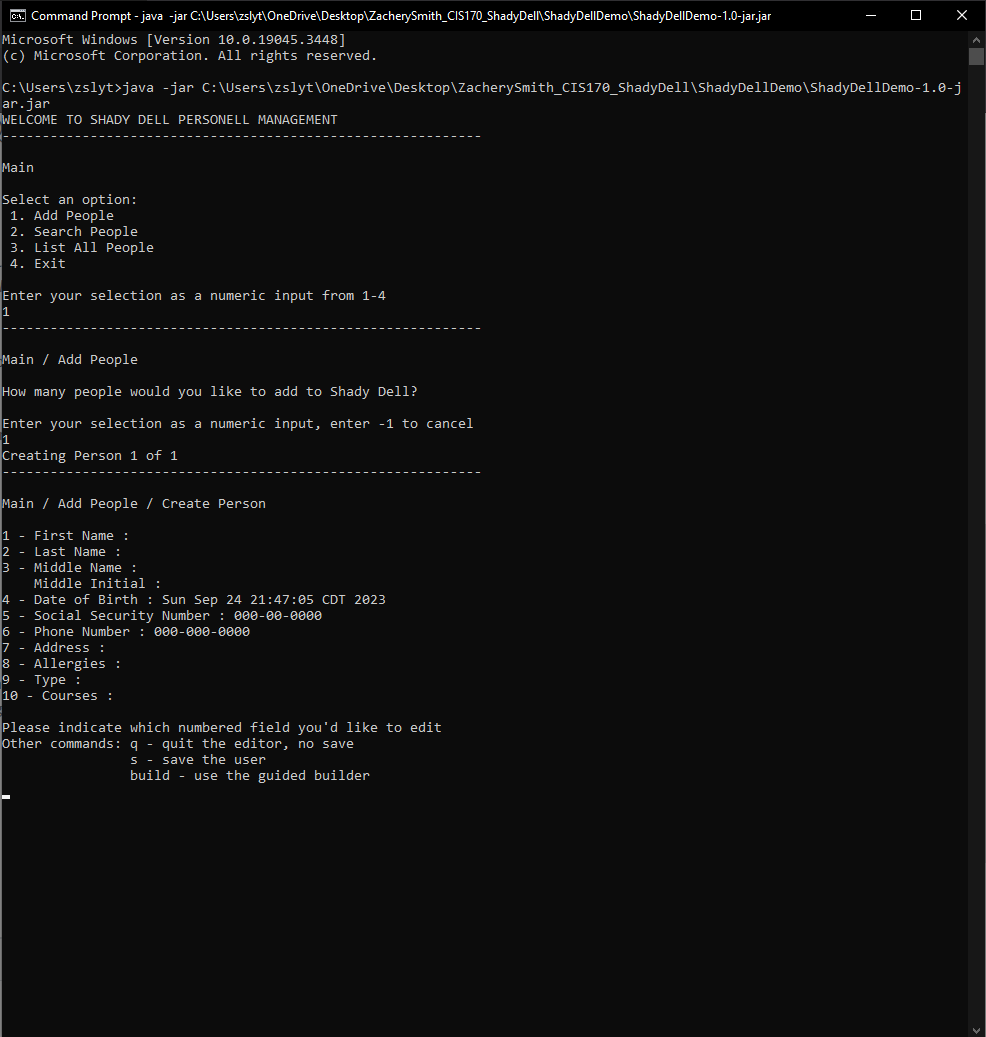 Command Prompt - java  -jar C:\Users\zslyt\OneDrive\Desktop\ZacherySmith_CIS170_ShadyDell\ShadyDellDemo\ShadyDellDemo-1.0-jar.jar
Microsoft Windows [Version 10.0.19045.3448]
(c) Microsoft Corporation. All rights reserved.

C:\Users\zslyt>java -jar C:\Users\zslyt\OneDrive\Desktop\ZacherySmith_CIS170_ShadyDell\ShadyDellDemo\ShadyDellDemo-1.0-j
ar.jar
WELCOME TO SHADY DELL PERSONELL MANAGEMENT
------------------------------------------------------------

Main

Select an option:
 1. Add People
 2. Search People
 3. List All People
 4. Exit

Enter your selection as a numeric input from 1-4
1
------------------------------------------------------------

Main / Add People

How many people would you like to add to Shady Dell?

Enter your selection as a numeric input, enter -1 to cancel
1
Creating Person 1 of 1
------------------------------------------------------------

Main / Add People / Create Person

1 - First Name :
2 - Last Name :
3 - Middle Name :
    Middle Initial :
4 - Date of Birth : Sun Sep 24 21:47:05 CDT 2023
5 - Social Security Number : 000-00-0000
6 - Phone Number : 000-000-0000
7 - Address :
8 - Allergies :
9 - Type :
10 - Courses :

Please indicate which numbered field you'd like to edit
Other commands: q - quit the editor, no save
                s - save the user
                build - use the guided builder